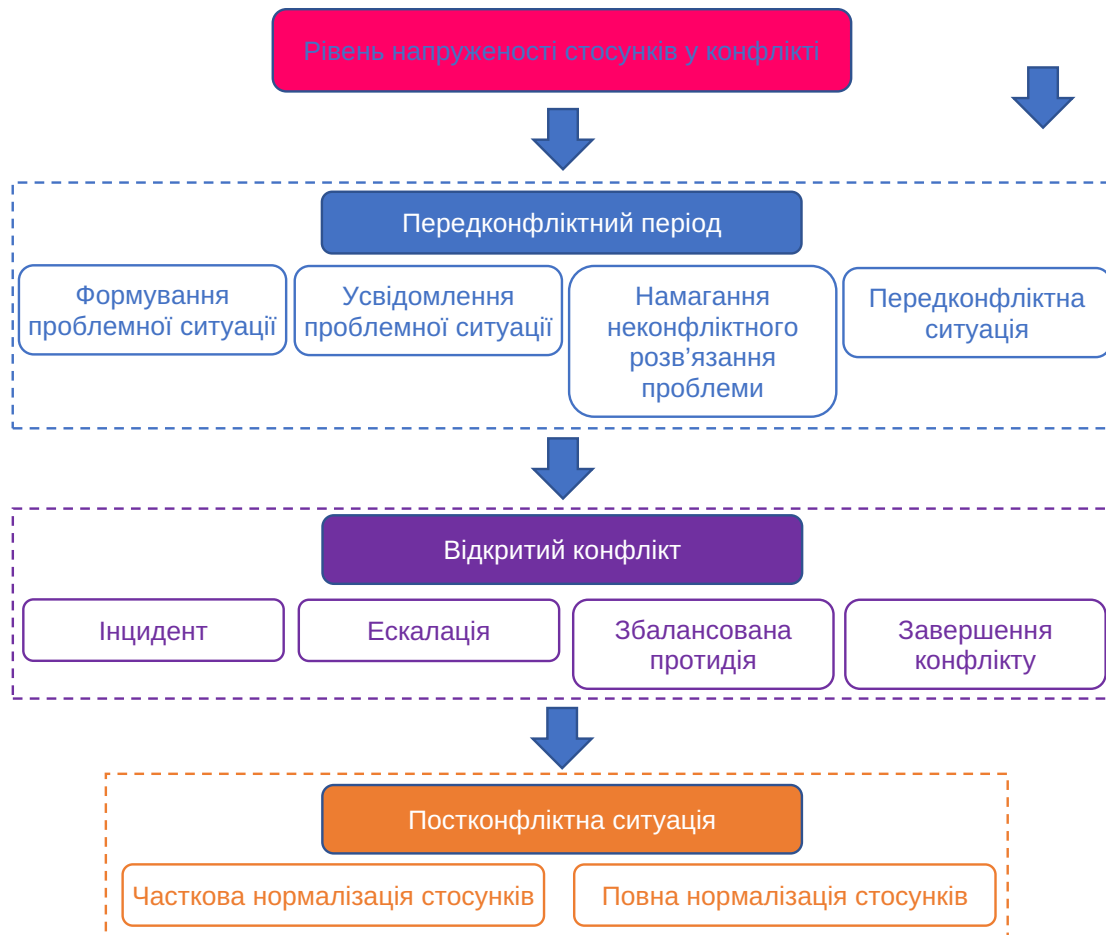 Рівень напруженості стосунків у конфлікті
Передконфліктний період
Формування
проблемної ситуації
Усвідомлення
проблемної ситуації
Намагання
неконфліктного
розв’язання
проблеми
Передконфліктна
ситуація
Відкритий конфлікт
Інцидент
Ескалація
Збалансована
протидія
Завершення
конфлікту
Постконфліктна ситуація
Часткова нормалізація стосунків
Повна нормалізація стосунків